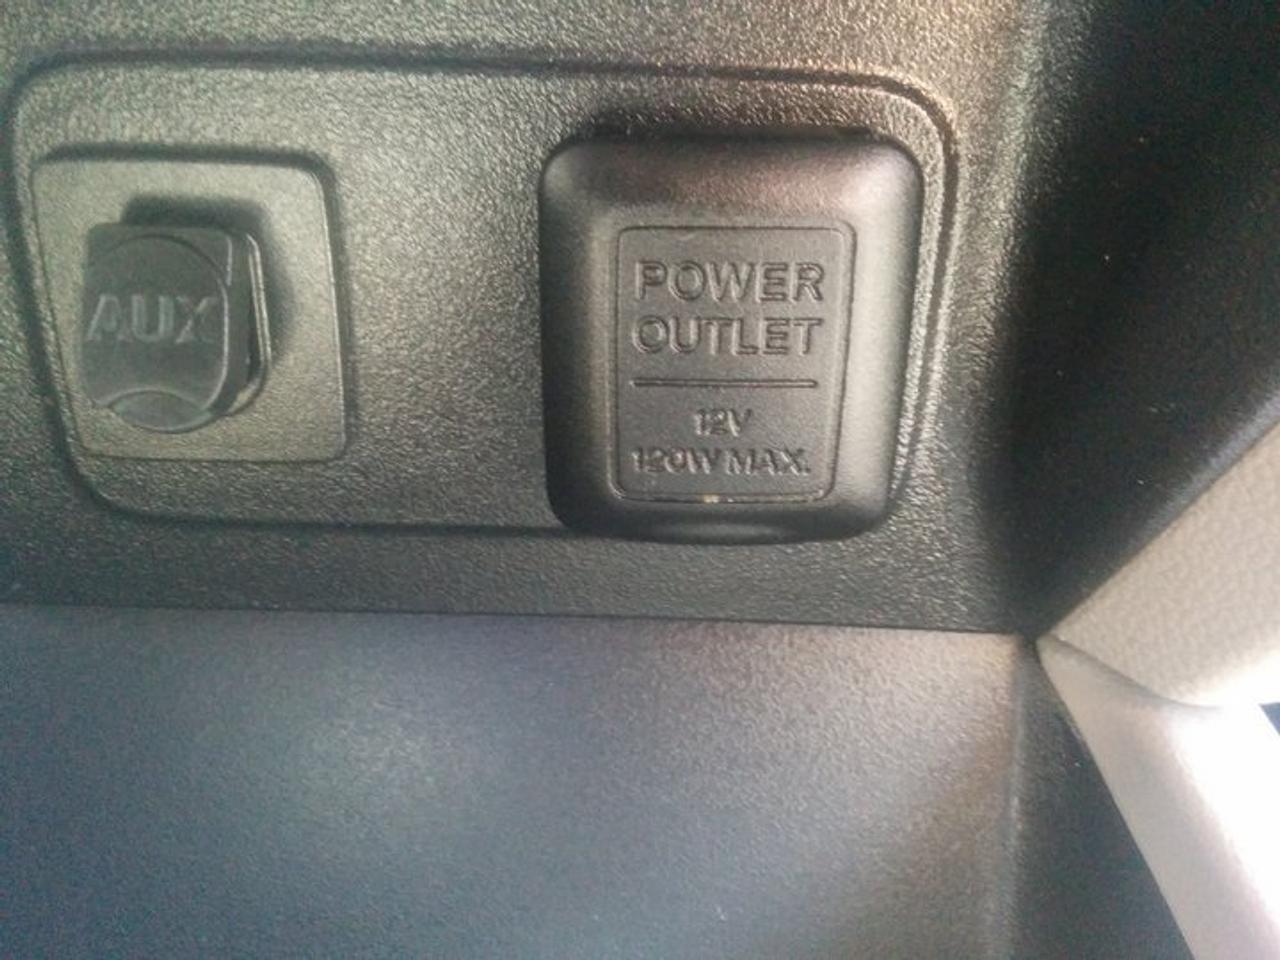 AUX
POWER
OUTLET
12V
120W MAX.